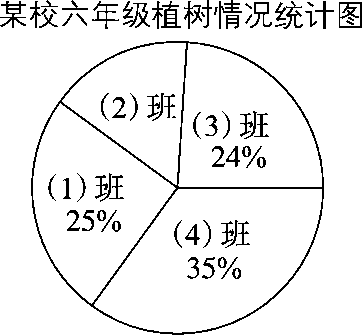 某校六年级植树情况统计图
(2)班
(3)班
24%
(1)班
25%
(4)班
35%